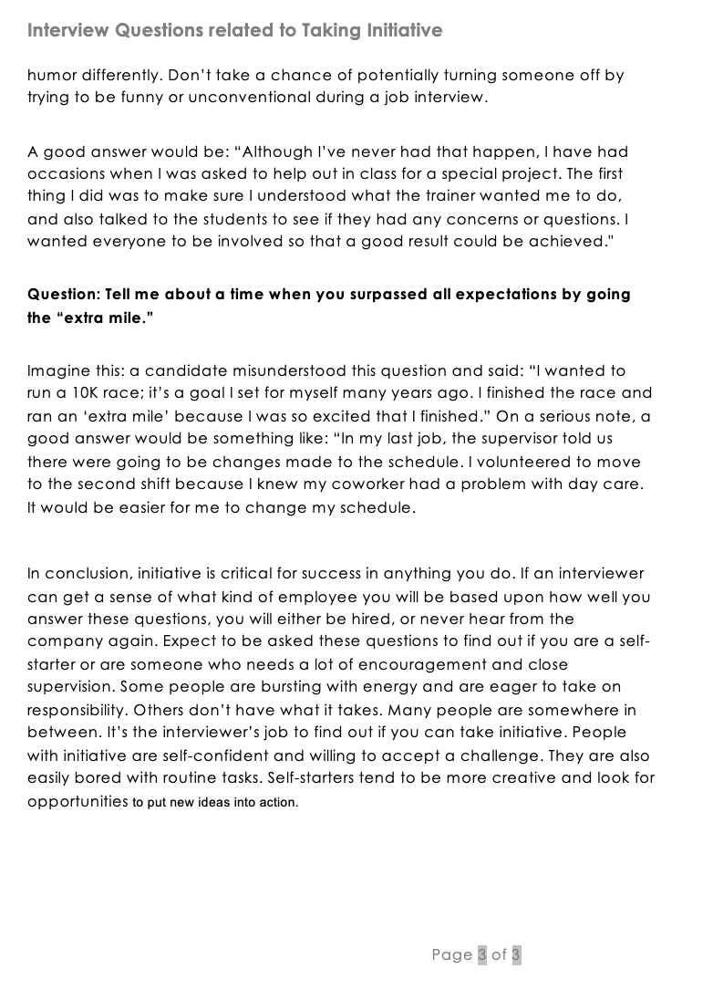 Interview Questions related to Taking Initiative
humor differently. Don’t take a chance of potentially turning someone off by
trying to be funny or unconventional during a job interview.
A good answer would be: “Although I’ve never had that happen, I have had
occasions when I was asked to help out in class for a special project. The first
thing I did was to make sure I understood what the trainer wanted me to do,
and also talked to the students to see if they had any concerns or questions. I
wanted everyone to be involved so that a good result could be achieved."
Question: Tell me about a time when you surpassed all expectations by going
the “extra mile.”
Imagine this: a candidate misunderstood this question and said: “I wanted to
run a 10K race; it’s a goal I set for myself many years ago. I finished the race and
ran an ‘extra mile’ because I was so excited that I finished.” On a serious note, a
good answer would be something like: “In my last job, the supervisor told us
there were going to be changes made to the schedule. I volunteered to move
to the second shift because I knew my coworker had a problem with day care.
It would be easier for me to change my schedule.
In conclusion, initiative is critical for success in anything you do. If an interviewer
can get a sense of what kind of employee you will be based upon how well you
answer these questions, you will either be hired, or never hear from the
company again. Expect to be asked these questions to find out if you are a self-
starter or are someone who needs a lot of encouragement and close
supervision. Some people are bursting with energy and are eager to take on
responsibility. Others don’t have what it takes. Many people are somewhere in
between. It’s the interviewer’s job to find out if you can take initiative. People
with initiative are self-confident and willing to accept a challenge. They are also
easily bored with routine tasks. Self-starters tend to be more creative and look for
opportunities to put new ideas into action.
Page 3 of 3